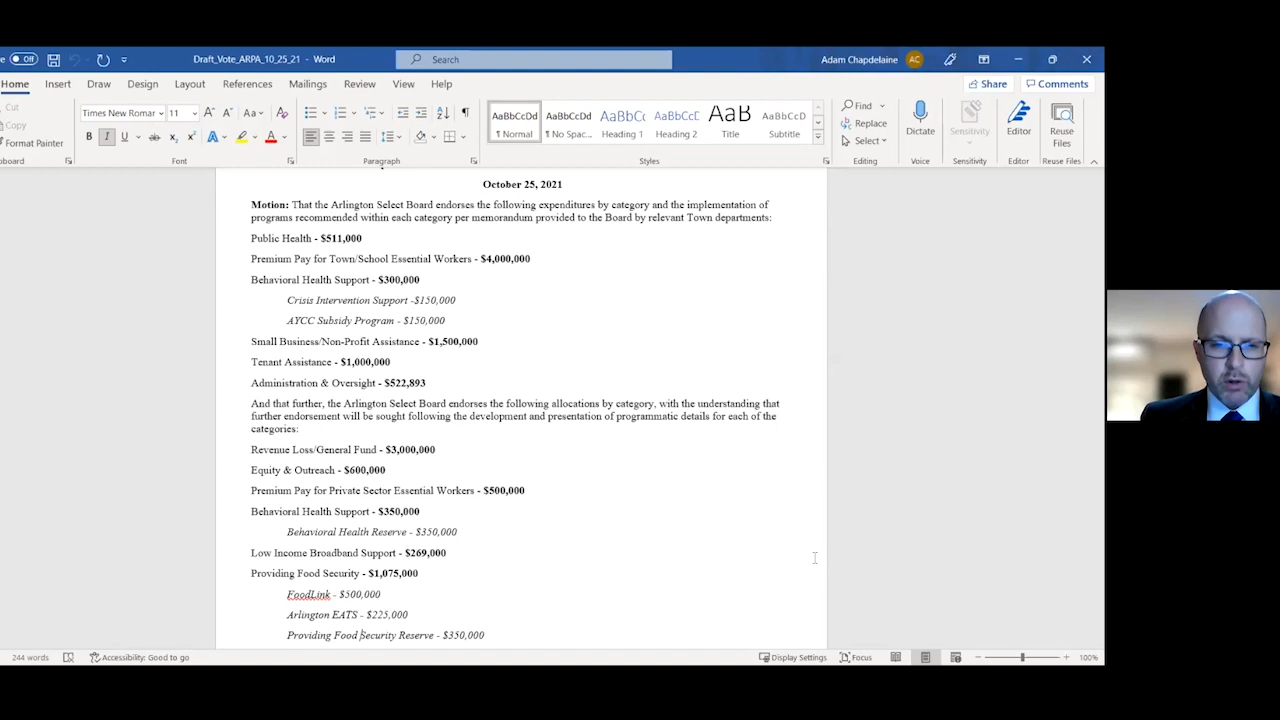 Off
Draft_Vote_ARPA_10_25_21 - Word
Search
Adam Chapdelaine
AC
Home Insert Draw Design Layout References Mailings Review View Help
Share Comments
Cut
Copy
Format Painter
Times New Romar 11
AaBbCcDd AaBbCcDd AaBbCc AaBbCcD AaB AaBbCcD
¶ Normal ¶ No Spac... Heading 1 Heading 2 Title Subtitle
Find
Replace
Select
Dictate
Sensitivity
Editor
Reuse Files
Font Paragraph Styles Editing Voice Sensitivity Editor Reuse Files
October 25, 2021
Motion: That the Arlington Select Board endorses the following expenditures by category and the implementation of
programs recommended within each category per memorandum provided to the Board by relevant Town departments:
Public Health - $511,000
Premium Pay for Town/School Essential Workers - $4,000,000
Behavioral Health Support - $300,000
Crisis Intervention Support -$150,000
AYCC Subsidy Program - $150,000
Small Business/Non-Profit Assistance - $1,500,000
Tenant Assistance - $1,000,000
Administration & Oversight - $522,893
And that further, the Arlington Select Board endorses the following allocations by category, with the understanding that
further endorsement will be sought following the development and presentation of programmatic details for each of the
categories:
Revenue Loss/General Fund - $3,000,000
Equity & Outreach - $600,000
Premium Pay for Private Sector Essential Workers - $500,000
Behavioral Health Support - $350,000
Behavioral Health Reserve - $350,000
Low Income Broadband Support - $269,000
Providing Food Security - $1,075,000
FoodLink - $500,000
Arlington EATS - $225,000
Providing Food Security Reserve - $350,000
244 words Accessibility: Good to go Display Settings Focus 100%